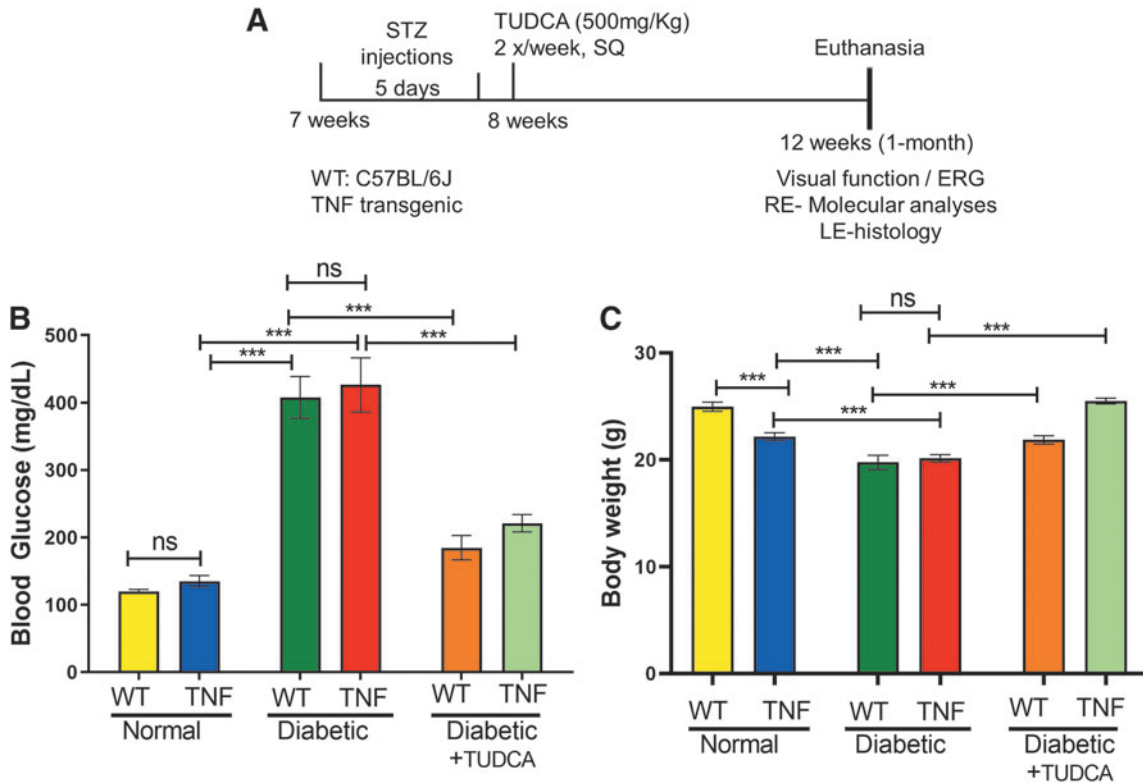 A
STZ
injections
5 days
TUDCA (500mg/Kg)
2 x/week, SQ
Euthanasia
7 weeks
8 weeks
12 weeks (1-month)
WT: C57BL/6J
TNF transgenic
Visual function / ERG
RE- Molecular analyses
LE-histology
B
ns
***
***
***
***
ns
Blood Glucose (mg/dL)
500
400
300
200
100
0
WT TNF WT TNF WT TNF
Normal Diabetic Diabetic
+TUDCA
C
ns
***
***
***
***
***
Body weight (g)
30
20
10
0
WT TNF WT TNF WT TNF
Normal Diabetic Diabetic
+TUDCA